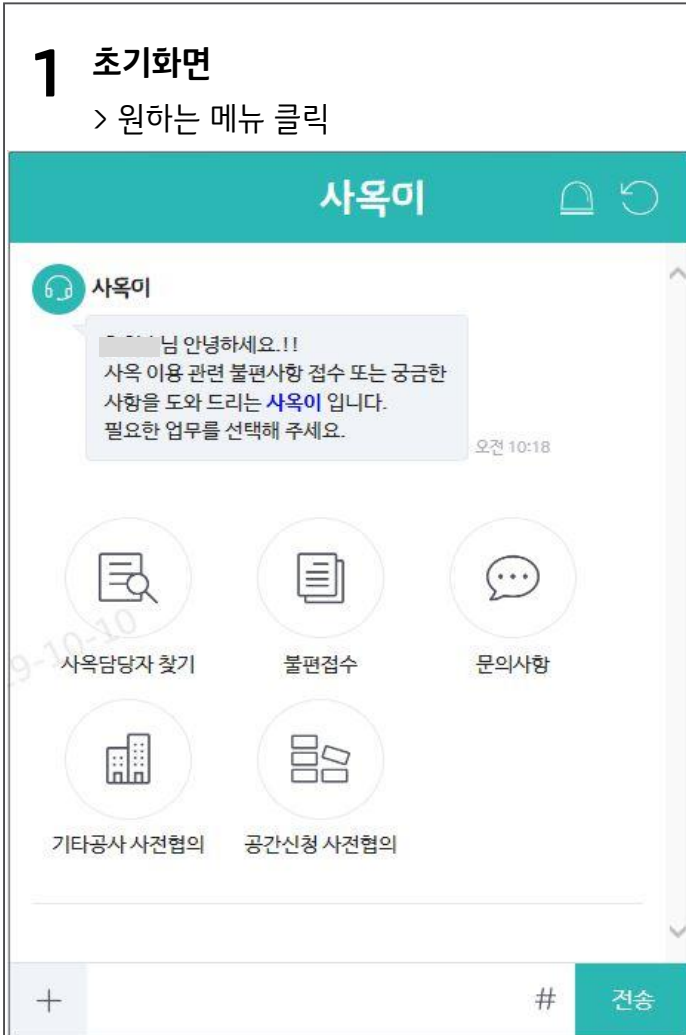 1 초기화면
> 원하는 메뉴 클릭
사옥이
사옥이
님 안녕하세요.!!
사옥 이용 관련 불편사항 접수 또는 궁금한
사항을 도와 드리는 사옥이 입니다.
필요한 업무를 선택해 주세요.
오전 10:18
9-10-10
사옥담당자 찾기 불편접수 문의사항
기타공사 사전협의 공간신청 사전협의
+ # 전송